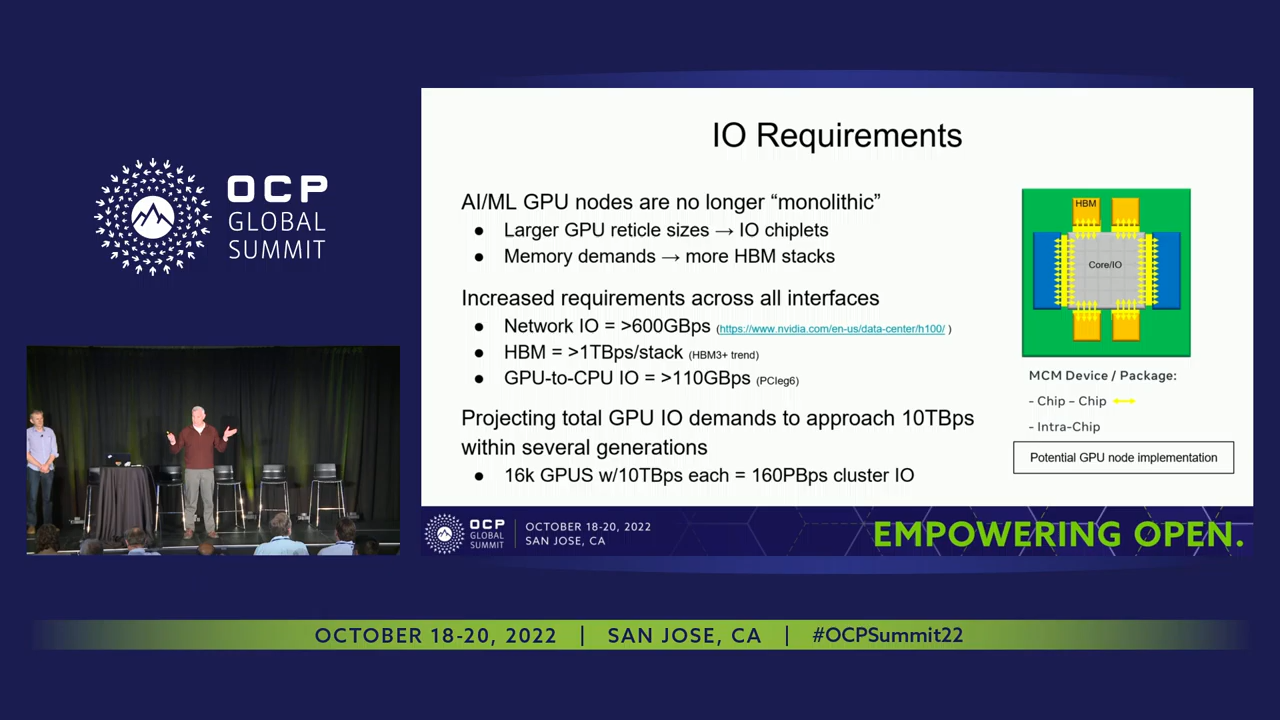 OCP
GLOBAL
SUMMIT
IO Requirements
AI/ML GPU nodes are no longer “monolithic”
● Larger GPU reticle sizes → IO chiplets
● Memory demands → more HBM stacks
Increased requirements across all interfaces
● Network IO = >600GBps (https://www.nvidia.com/en-us/data-center/h100/ )
● HBM = >1TBps/stack (HBM3+ trend)
● GPU-to-CPU IO = >110GBps (PCIeg6)
Projecting total GPU IO demands to approach 10TBps
within several generations
● 16k GPUS w/10TBps each = 160PBps cluster IO
HBM
Core/IO
MCM Device / Package:
- Chip – Chip
- Intra-Chip
Potential GPU node implementation
OCP
GLOBAL
SUMMIT
OCTOBER 18-20, 2022
SAN JOSE, CA
EMPOWERING OPEN.
OCTOBER 18-20, 2022 | SAN JOSE, CA | #OCPSummit22